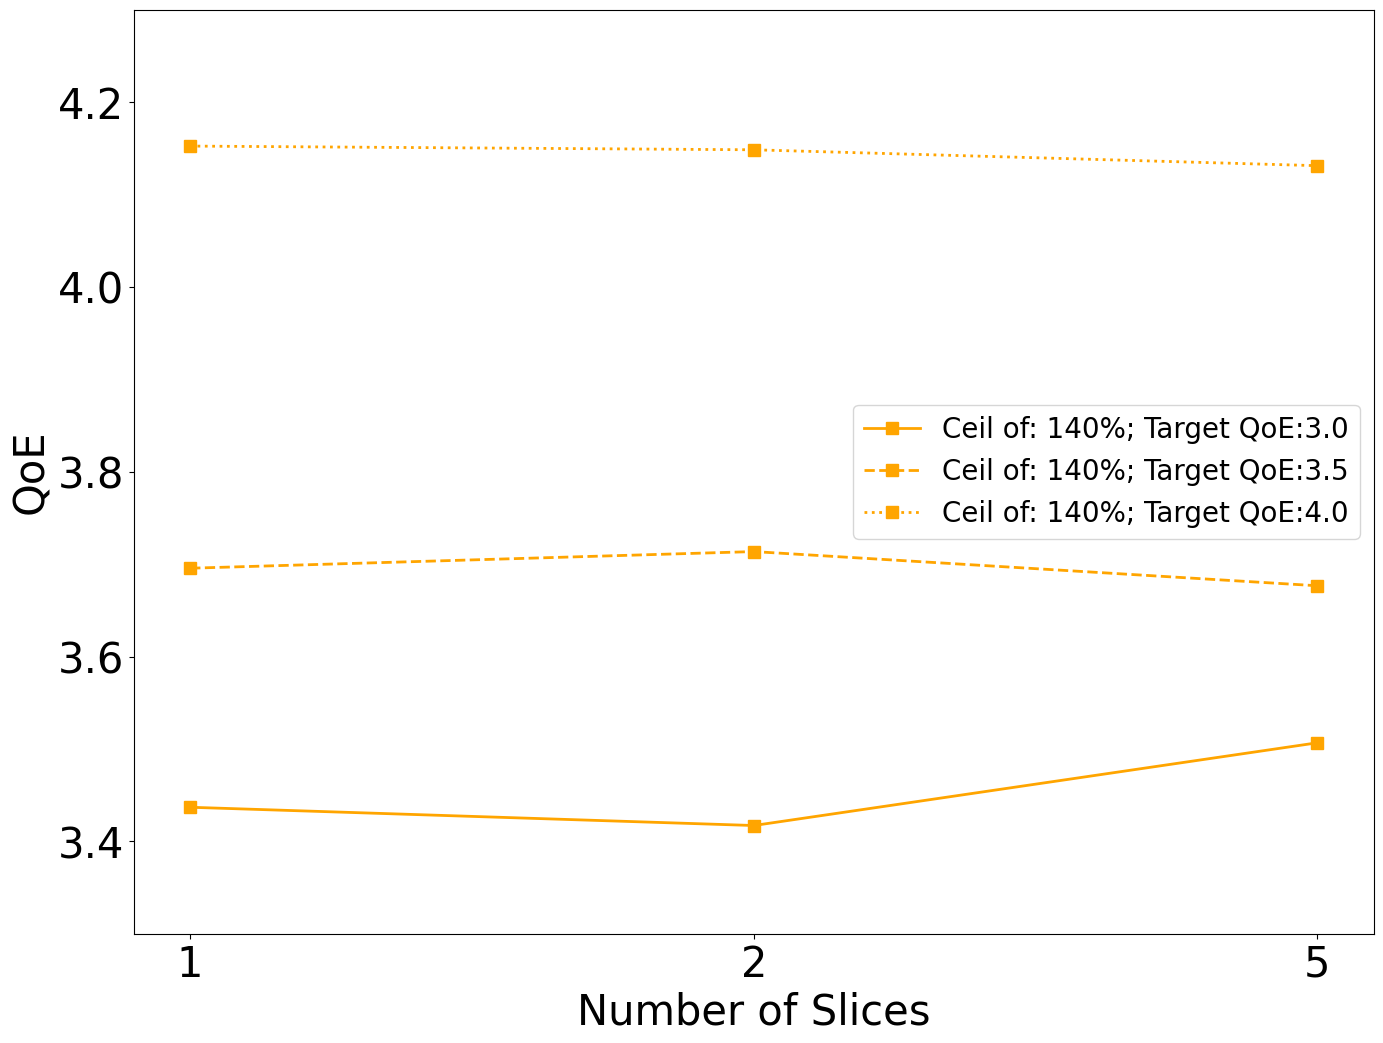 4.2
4.0
3.8
3.6
3.4
QoE
Ceil of: 140%; Target QoE:3.0
Ceil of: 140%; Target QoE:3.5
Ceil of: 140%; Target QoE:4.0
1 2 5
Number of Slices